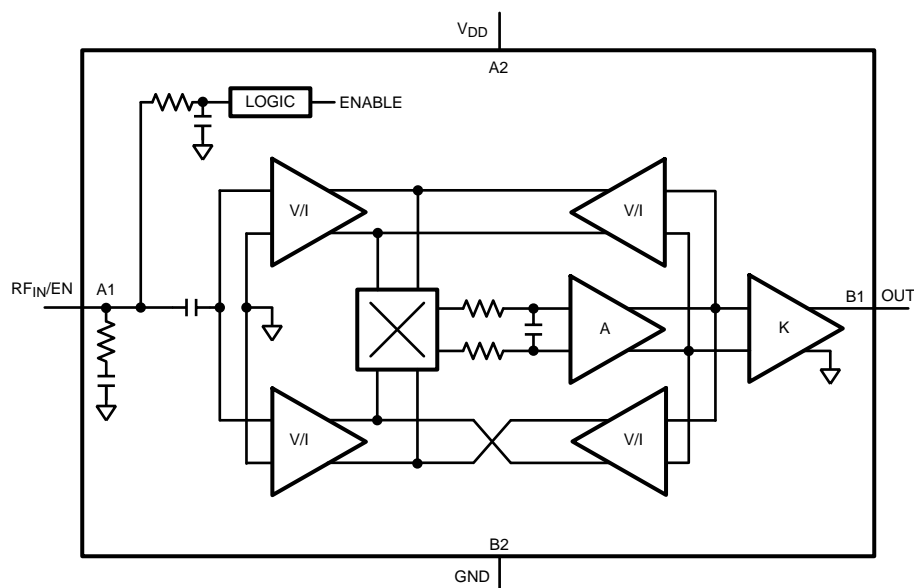 VDD
A2
LOGIC ENABLE
V/I V/I
RFIN/EN A1
B1 OUT
A K
V/I V/I
B2
GND